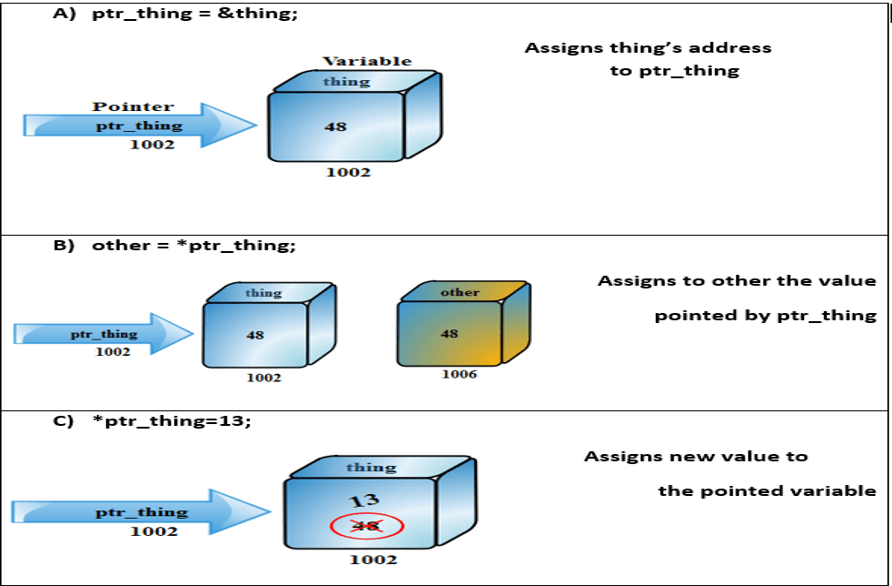 A) ptr_thing = &thing;
Assigns thing’s address
to ptr_thing
Variable
thing
Pointer
ptr_thing
1002
48
1002
B) other = *ptr_thing;
Assigns to other the value
pointed by ptr_thing
thing
other
ptr_thing
1002
48
48
1002
1006
C) *ptr_thing=13;
Assigns new value to
the pointed variable
thing
13
48
ptr_thing
1002
1002